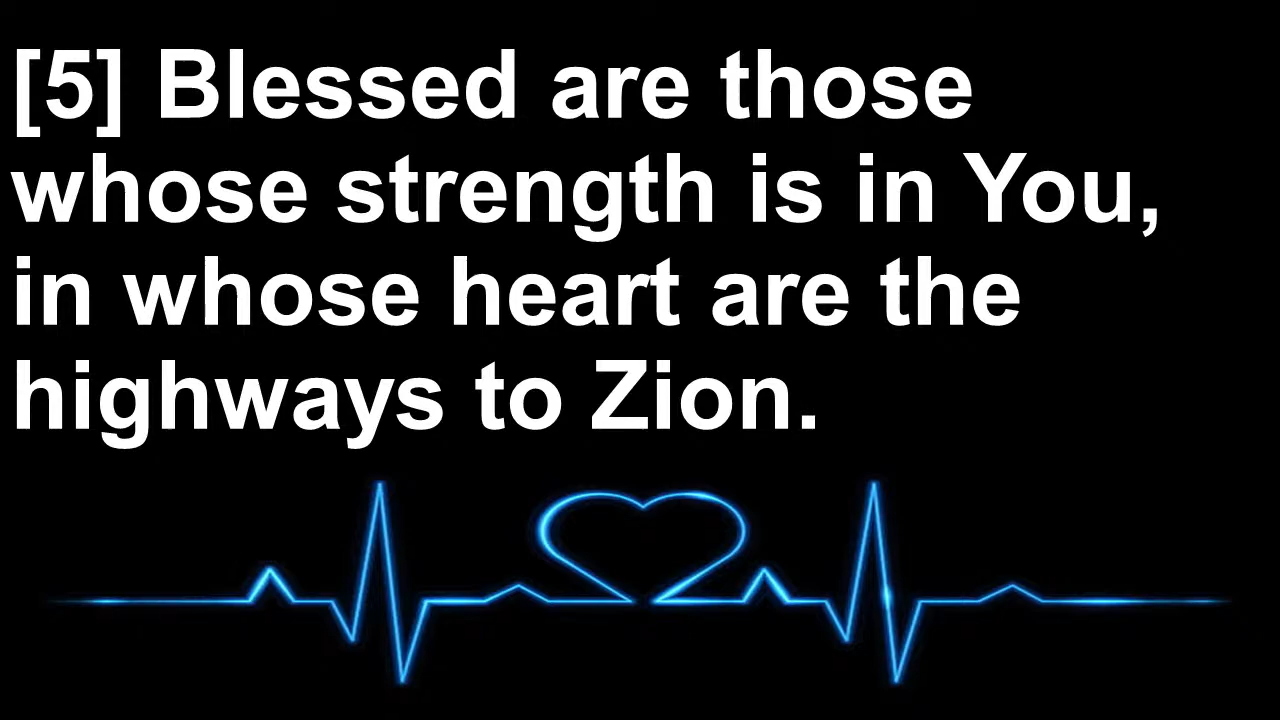 [5] Blessed are those
whose strength is in You,
in whose heart are the
highways to Zion.